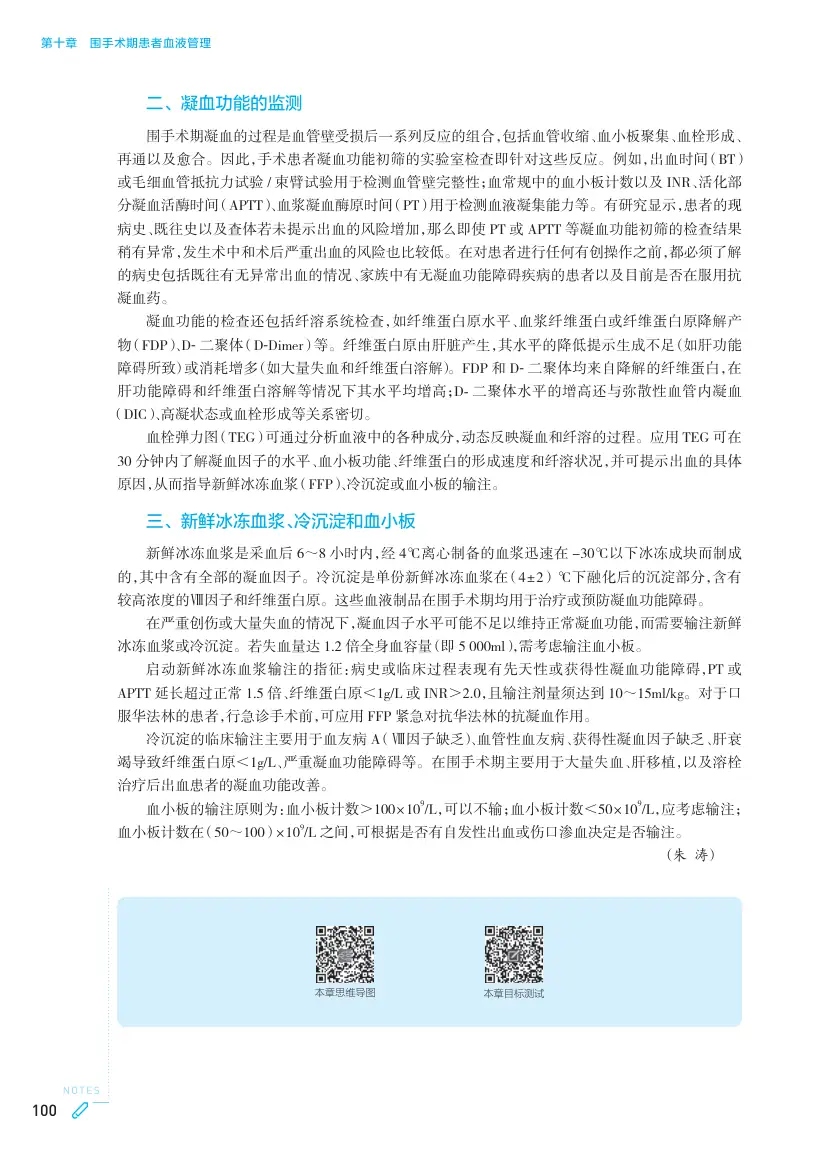 第十章 围手术期患者血液管理
二、凝血功能的监测
围手术期凝血的过程是血管壁受损后一系列反应的组合,包括血管收缩、血小板聚集、血栓形成、
再通以及愈合。因此,手术患者凝血功能初筛的实验室检查即针对这些反应。例如,出血时间(BT)
或毛细血管抵抗力试验/束臂试验用于检测血管壁完整性;血常规中的血小板计数以及INR、活化部
分凝血活酶时间(APTT)、血浆凝血酶原时间(PT)用于检测血液凝集能力等。有研究显示,患者的现
病史、既往史以及查体若未提示出血的风险增加,那么即使PT或APTT等凝血功能初筛的检查结果
稍有异常,发生术中和术后严重出血的风险也比较低。在对患者进行任何有创操作之前,都必须了解
的病史包括既往有无异常出血的情况、家族中有无凝血功能障碍疾病的患者以及目前是否在服用抗
凝血药。
凝血功能的检查还包括纤溶系统检查,如纤维蛋白原水平、血浆纤维蛋白或纤维蛋白原降解产
物(FDP)、D-二聚体(D-Dimer)等。纤维蛋白原由肝脏产生,其水平的降低提示生成不足(如肝功能
障碍所致)或消耗增多(如大量失血和纤维蛋白溶解)。FDP和D-二聚体均来自降解的纤维蛋白,在
肝功能障碍和纤维蛋白溶解等情况下其水平均增高;D-二聚体水平的增高还与弥散性血管内凝血
(DIC)、高凝状态或血栓形成等关系密切。
血栓弹力图(TEG)可通过分析血液中的各种成分,动态反映凝血和纤溶的过程。应用TEG可在
30分钟内了解凝血因子的水平、血小板功能、纤维蛋白的形成速度和纤溶状况,并可提示出血的具体
原因,从而指导新鲜冰冻血浆(FFP)、冷沉淀或血小板的输注。
三、新鲜冰冻血浆、冷沉淀和血小板
新鲜冰冻血浆是采血后6~8小时内,经4℃离心制备的血浆迅速在-30℃以下冰冻成块而制成
的,其中含有全部的凝血因子。冷沉淀是单份新鲜冰冻血浆在(4±2)℃下融化后的沉淀部分,含有
较高浓度的Ⅷ因子和纤维蛋白原。这些血液制品在围手术期均用于治疗或预防凝血功能障碍。
在严重创伤或大量失血的情况下,凝血因子水平可能不足以维持正常凝血功能,而需要输注新鲜
冰冻血浆或冷沉淀。若失血量达1.2倍全身血容量(即5 000ml),需考虑输注血小板。
启动新鲜冰冻血浆输注的指征:病史或临床过程表现有先天性或获得性凝血功能障碍,PT或
APTT延长超过正常1.5倍、纤维蛋白原<1g/L或INR>2.0,且输注剂量须达到10~15ml/kg。对于口
服华法林的患者,行急诊手术前,可应用FFP紧急对抗华法林的抗凝血作用。
冷沉淀的临床输注主要用于血友病A(Ⅷ因子缺乏)、血管性血友病、获得性凝血因子缺乏、肝衰
竭导致纤维蛋白原<1g/L、严重凝血功能障碍等。在围手术期主要用于大量失血、肝移植,以及溶栓
治疗后出血患者的凝血功能改善。
血小板的输注原则为:血小板计数>100×10⁹/L,可以不输;血小板计数<50×10⁹/L,应考虑输注;
血小板计数在(50~100)×10⁹/L之间,可根据是否有自发性出血或伤口渗血决定是否输注。
(朱 涛)
本章思维导图
本章目标测试
NOTES
100